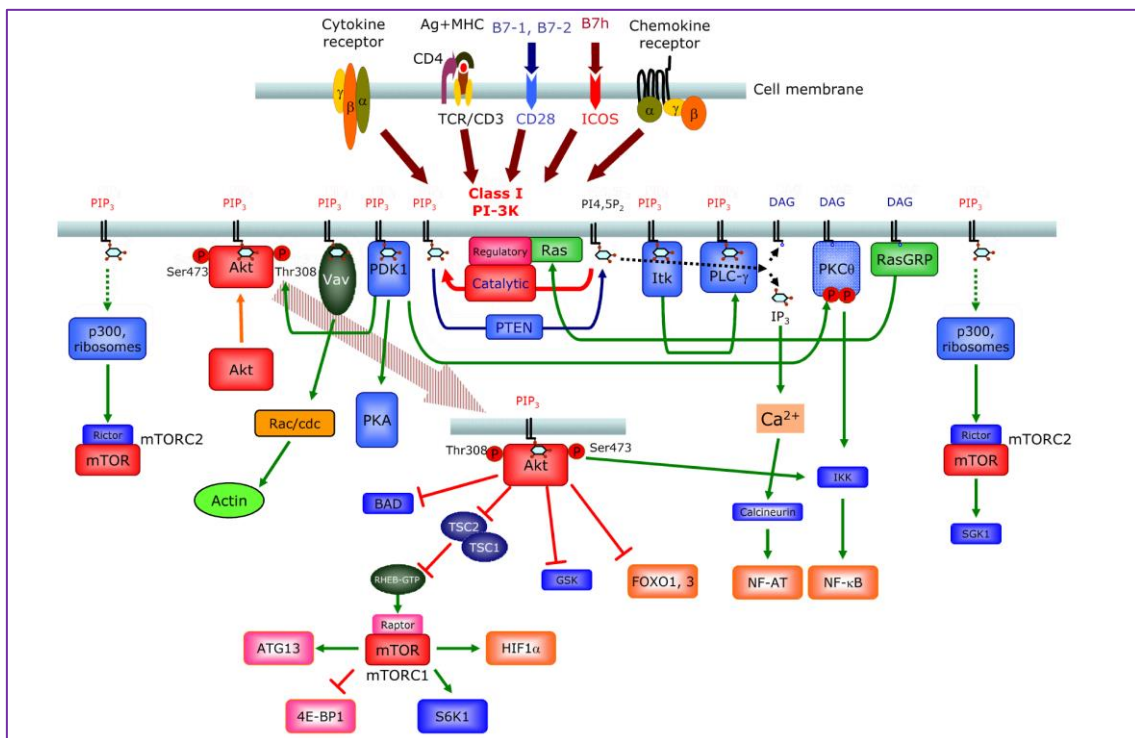 Cytokine
receptor
Ag+MHC
B7-1, B7-2
B7h
Chemokine
receptor
CD4
Cell membrane
γ
β
α
α
γ
β
TCR/CD3
CD28
ICOS
Class I
PI-3K
PIP3
PIP3
PIP3
PIP3
PIP3
PI4,5P2
PIP3
PIP3
DAG
DAG
DAG
PIP3
P
Akt
P
Ser473
Thr308
Vav
PDK1
Regulatory
Ras
Catalytic
PTEN
Itk
PLC-γ
IP3
PKCθ
P
P
RasGRP
p300,
ribosomes
Akt
p300,
ribosomes
Rac/cdc
PKA
PIP3
Ca2+
Rictor
mTOR
mTORC2
Rictor
mTOR
mTORC2
Thr308
P
Akt
P
Ser473
Actin
BAD
IKK
TSC2
TSC1
Calcineurin
SGK1
RHEB-GTP
GSK
FOXO1, 3
NF-AT
NF-κB
Raptor
ATG13
mTOR
HIF1α
mTORC1
4E-BP1
S6K1